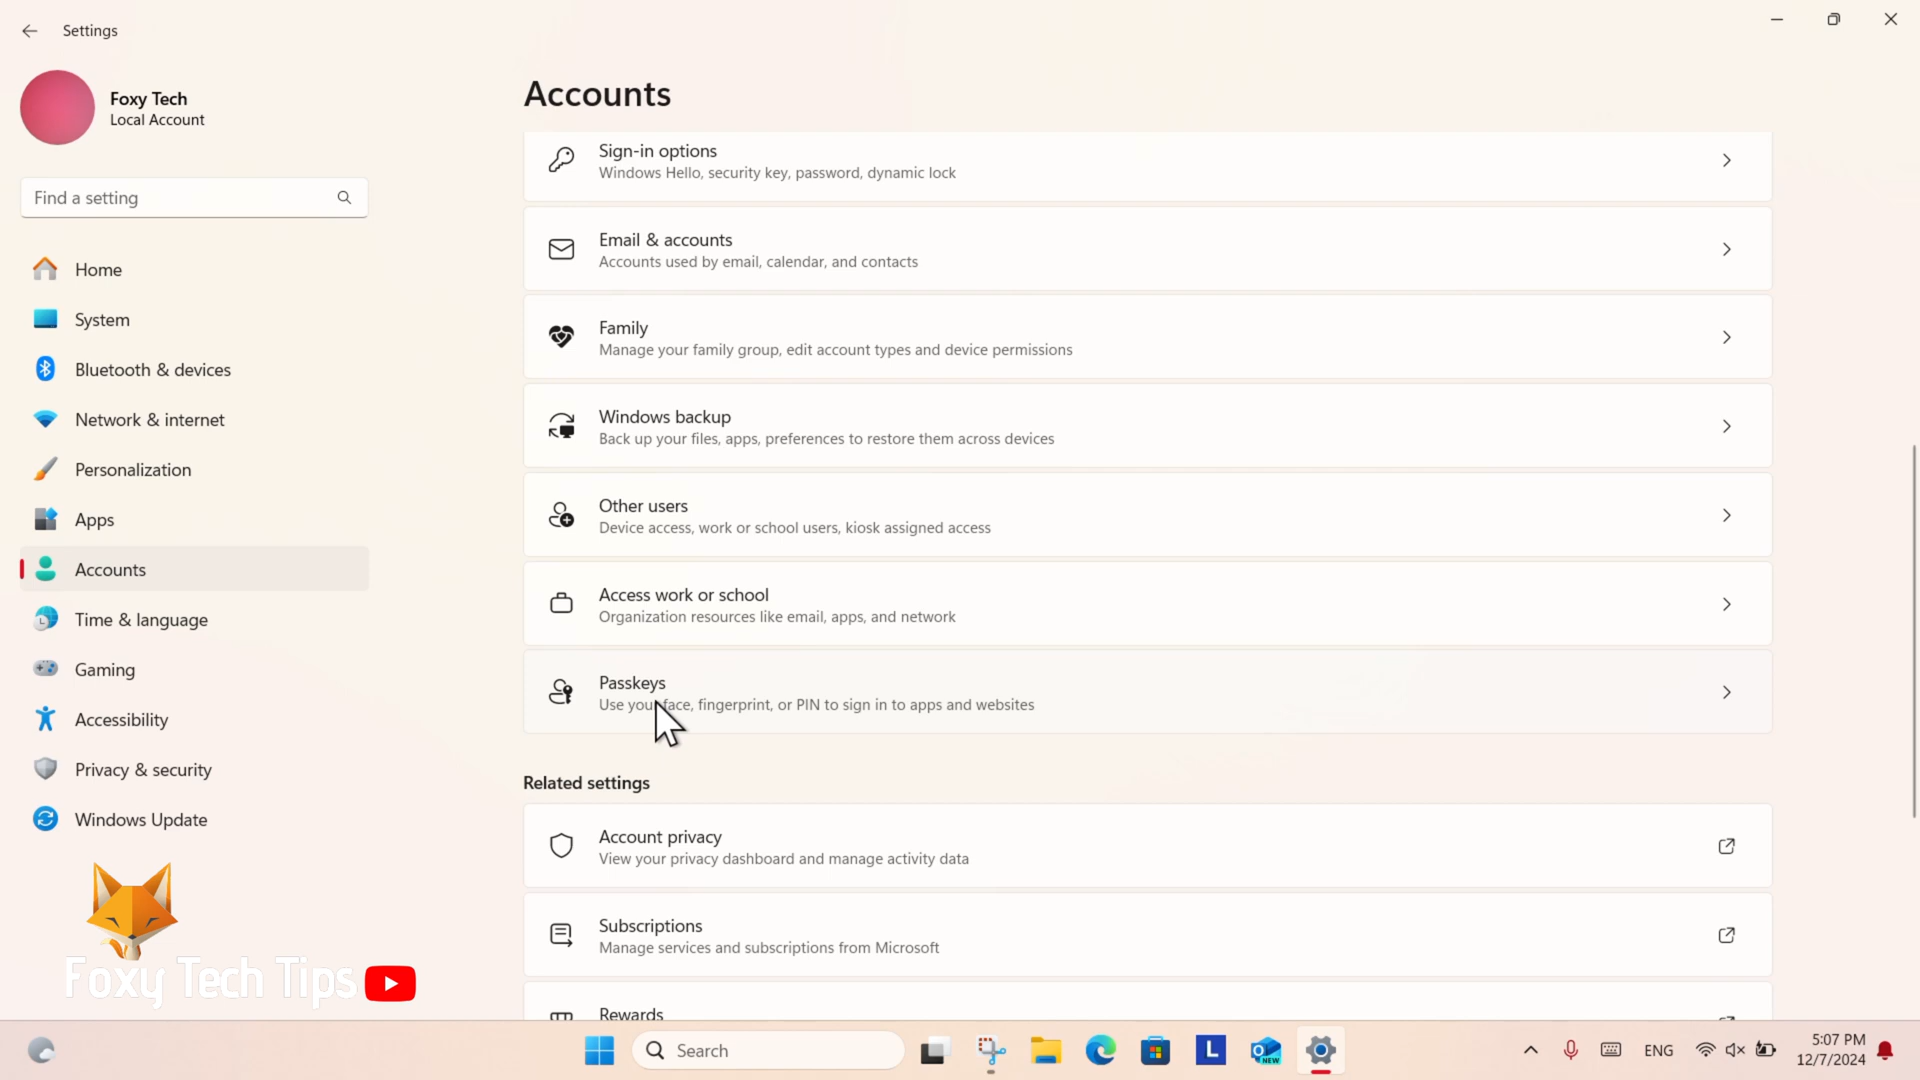 Settings
Foxy Tech
Local Account
Find a setting
Home
System
Bluetooth & devices
Network & internet
Personalization
Apps
Accounts
Time & language
Gaming
Accessibility
Privacy & security
Windows Update
Foxy Tech Tips
Accounts
Sign-in options
Windows Hello, security key, password, dynamic lock
Email & accounts
Accounts used by email, calendar, and contacts
Family
Manage your family group, edit account types and device permissions
Windows backup
Back up your files, apps, preferences to restore them across devices
Other users
Device access, work or school users, kiosk assigned access
Access work or school
Organization resources like email, apps, and network
Passkeys
Use your face, fingerprint, or PIN to sign in to apps and websites
Related settings
Account privacy
View your privacy dashboard and manage activity data
Subscriptions
Manage services and subscriptions from Microsoft
Rewards
Search
L
NEW
ENG
5:07 PM
12/7/2024